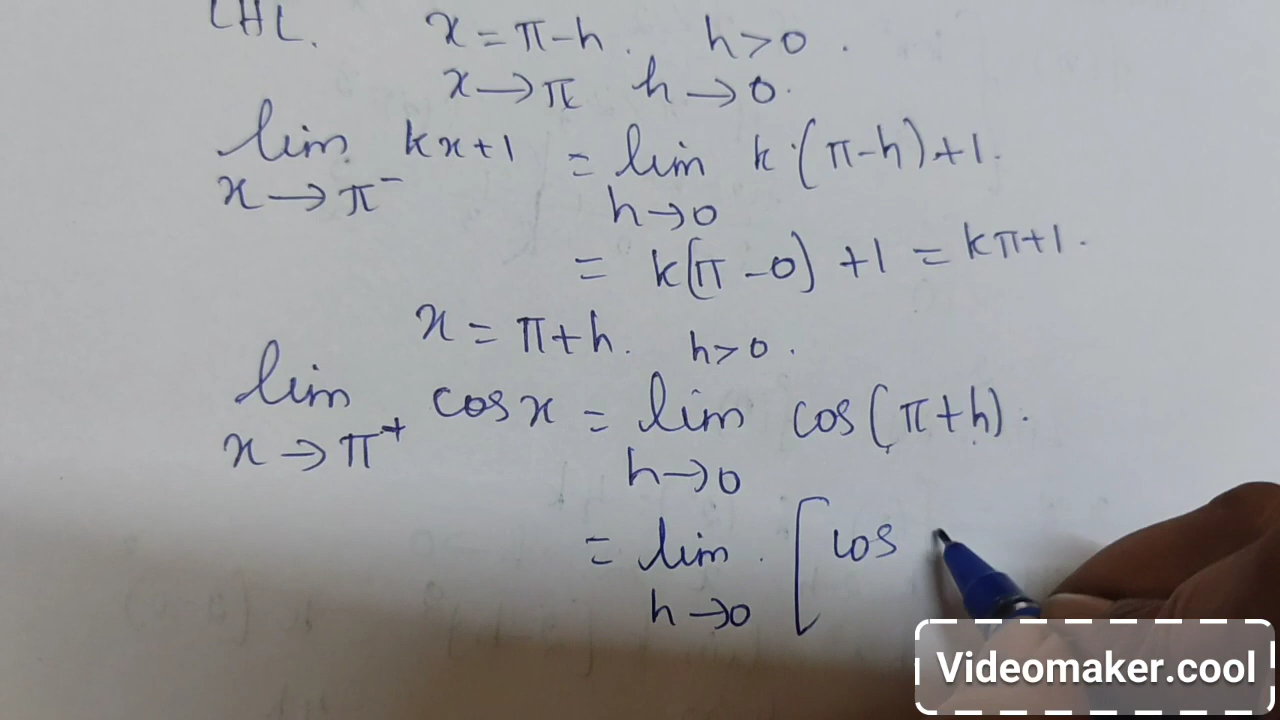 LHL. x = π-h. h>0.
x→π h→0.
lim kx+1 = lim k.(π-h)+1.
x→π⁻ h→0
= k(π-0)+1 = kπ+1.
x = π+h. h>0.
lim cosx = lim cos(π+h).
x→π⁺ h→0
= lim. [cos
h→0
Videomaker.cool